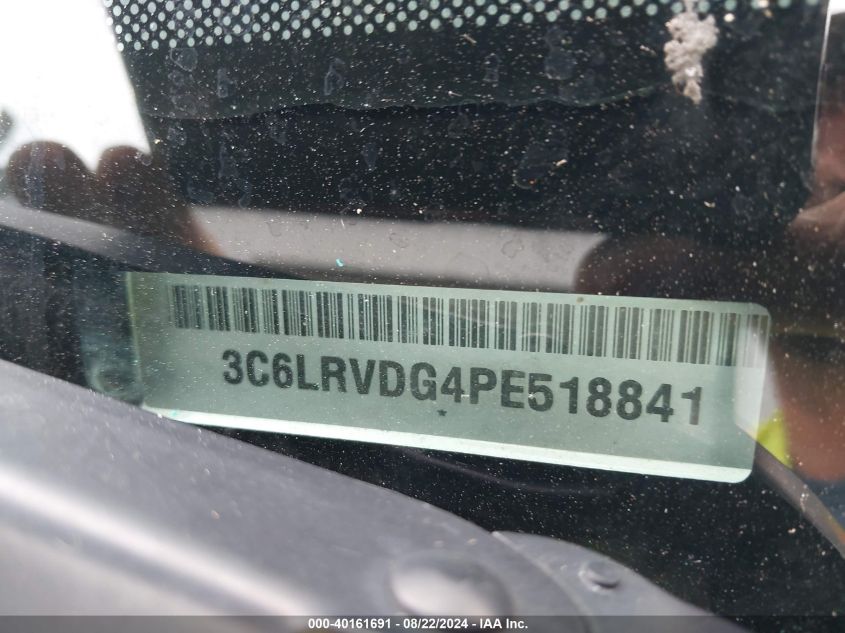 3C6LRVDG4PE518841
*
000-40161691 - 08/22/2024 - IAA Inc.